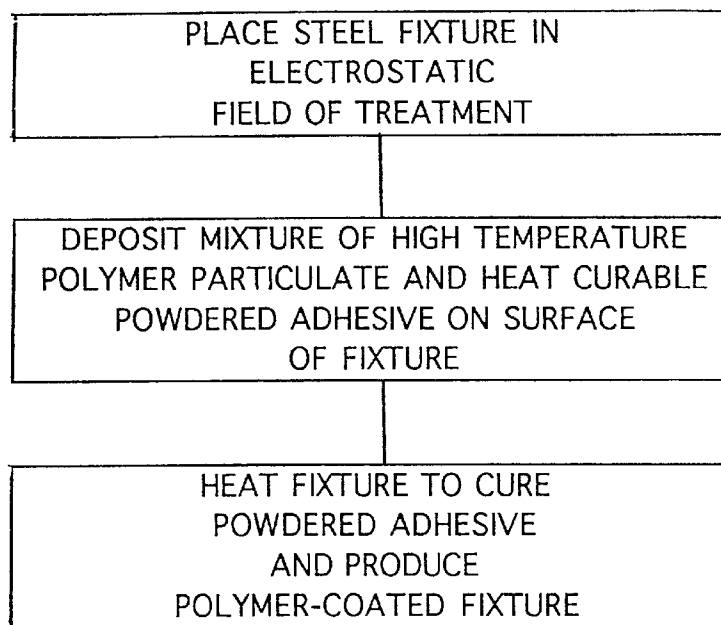 PLACE STEEL FIXTURE IN
ELECTROSTATIC
FIELD OF TREATMENT
DEPOSIT MIXTURE OF HIGH TEMPERATURE
POLYMER PARTICULATE AND HEAT CURABLE
POWDERED ADHESIVE ON SURFACE
OF FIXTURE
HEAT FIXTURE TO CURE
POWDERED ADHESIVE
AND PRODUCE
POLYMER-COATED FIXTURE